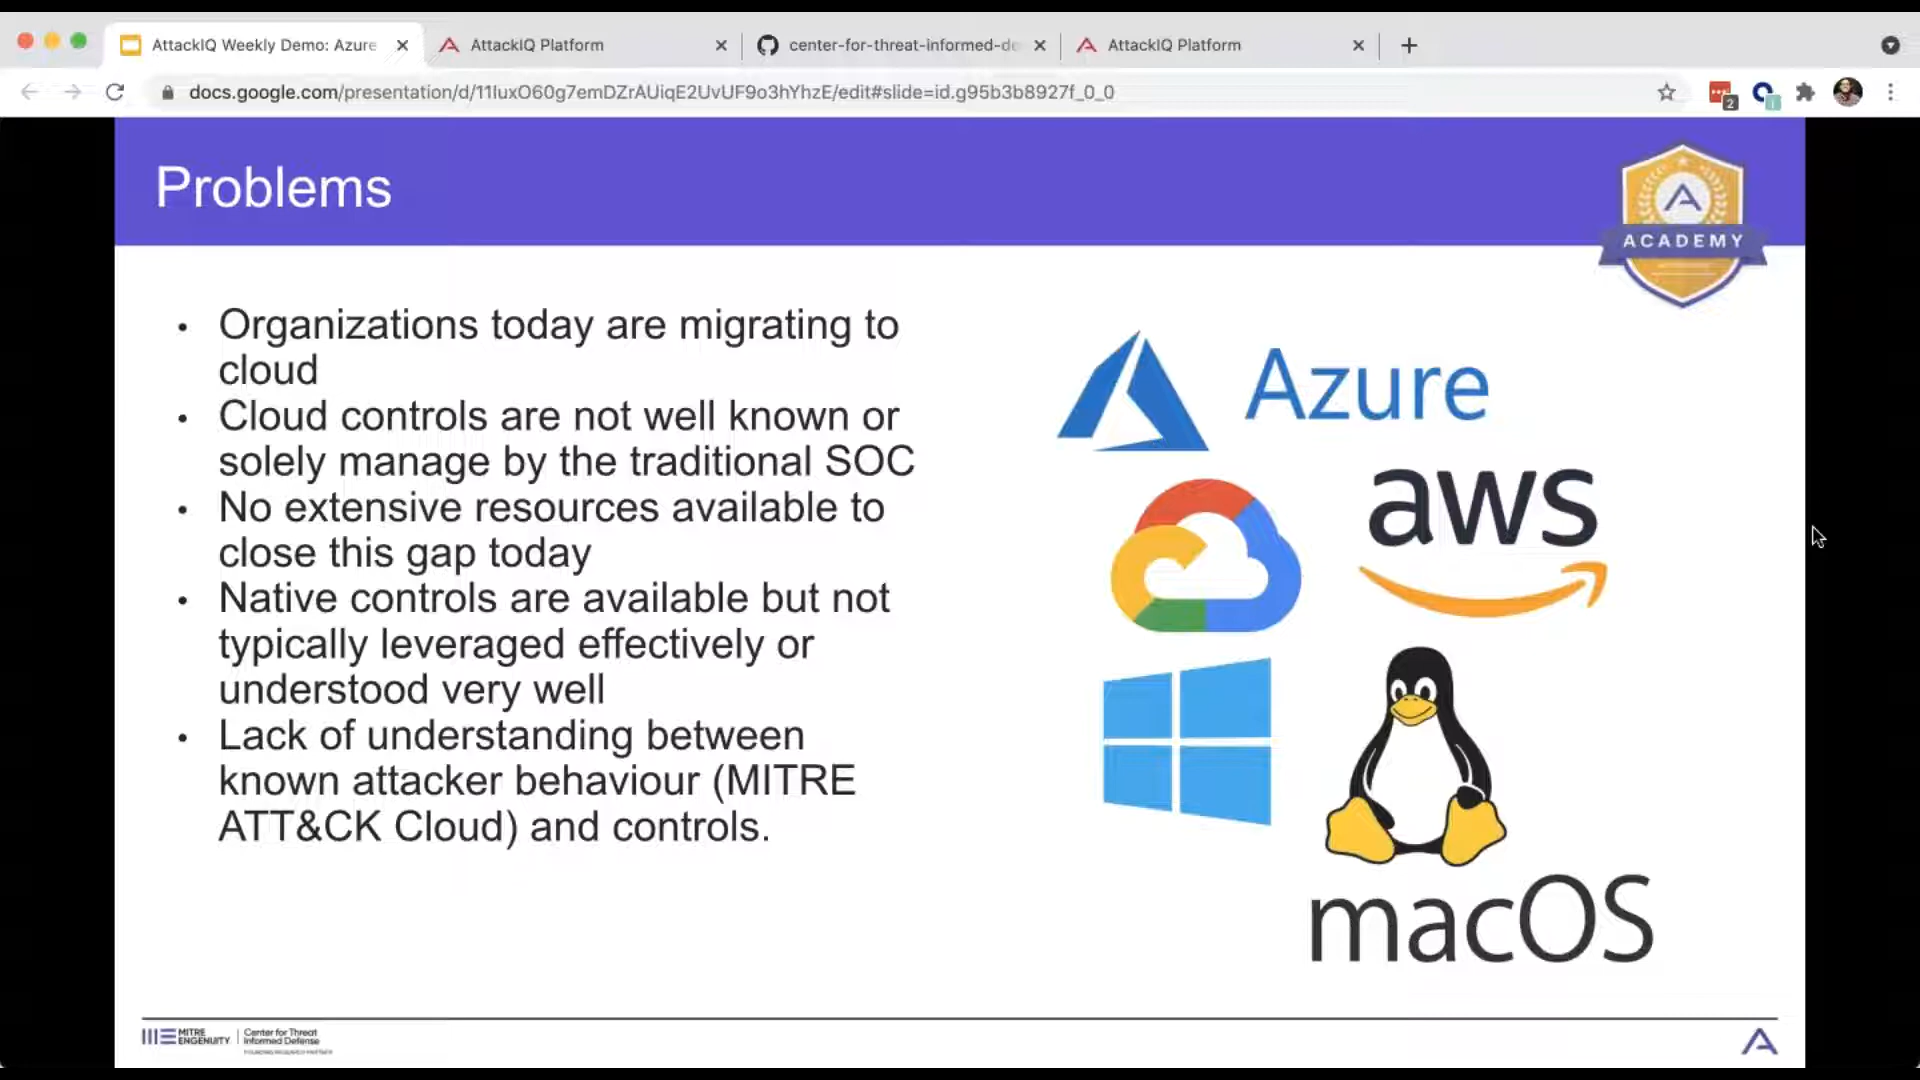 AttackIQ Weekly Demo: Azure
AttackIQ Platform
center-for-threat-informed-de
AttackIQ Platform
docs.google.com/presentation/d/11IuxO60g7emDZrAUiqE2UvUF9o3hYhzE/edit#slide=id.g95b3b8927f_0_0
2
Problems
ACADEMY
• Organizations today are migrating to
cloud
• Cloud controls are not well known or
solely manage by the traditional SOC
• No extensive resources available to
close this gap today
• Native controls are available but not
typically leveraged effectively or
understood very well
• Lack of understanding between
known attacker behaviour (MITRE
ATT&CK Cloud) and controls.
Azure
aws
macOS
MITRE
ENGENUITY
Center for Threat
Informed Defense